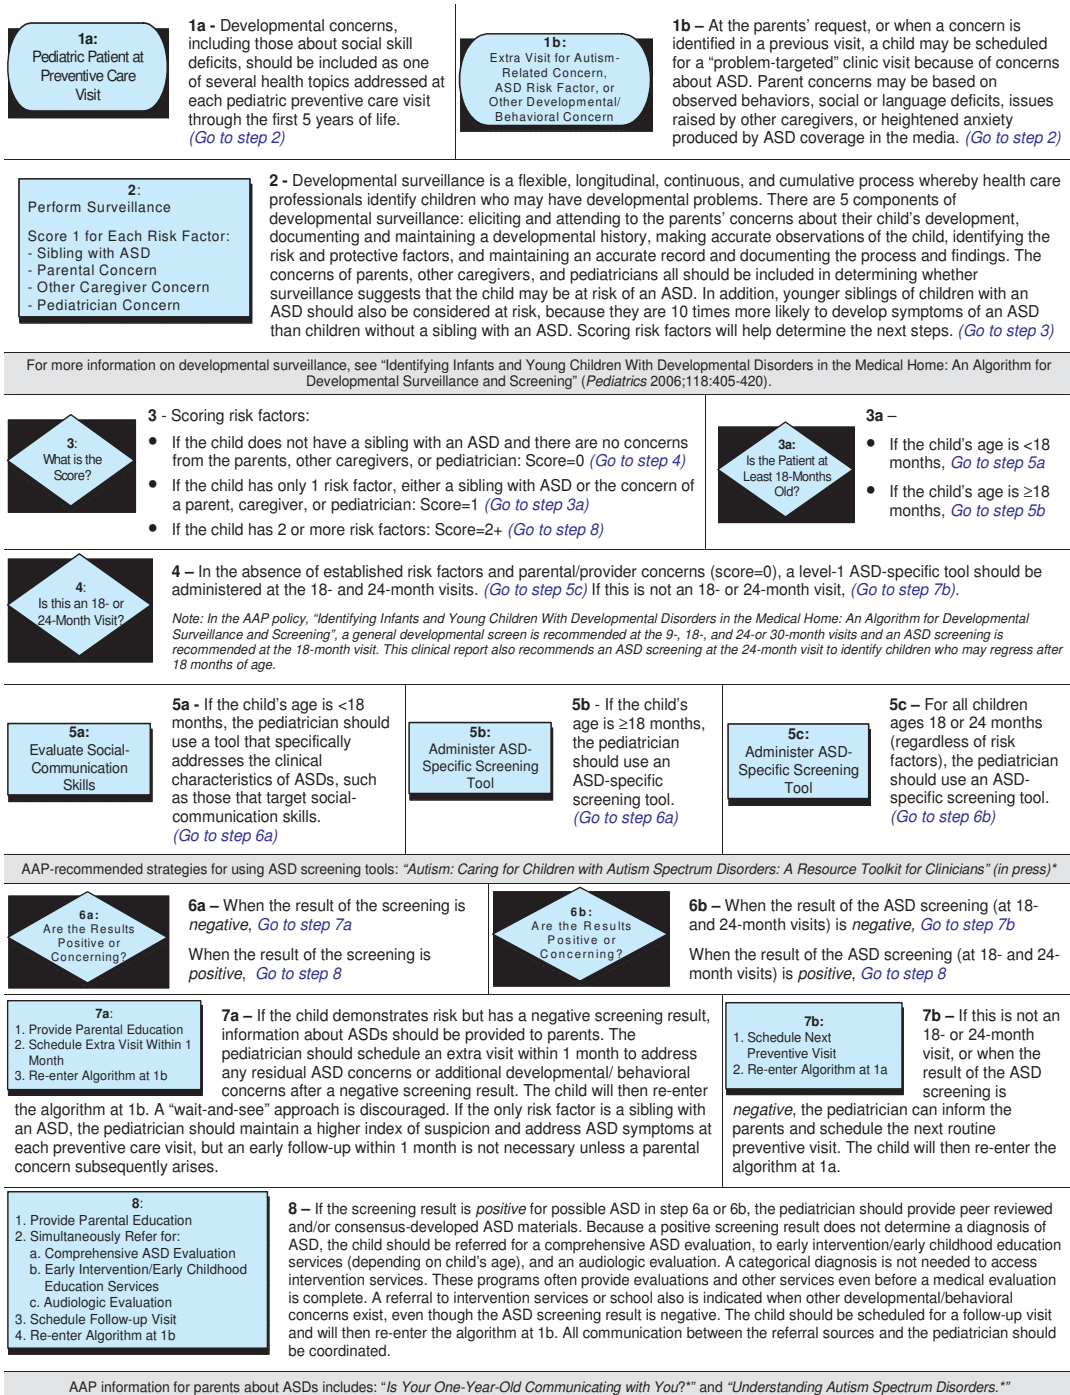 1a:
Pediatric Patient at
Preventive Care
Visit
1a - Developmental concerns,
including those about social skill
deficits, should be included as one
of several health topics addressed at
each pediatric preventive care visit
through the first 5 years of life.
(Go to step 2)
1b:
Extra Visit for Autism-
Related Concern,
ASD Risk Factor, or
Other Developmental/
Behavioral Concern
1b – At the parents' request, or when a concern is
identified in a previous visit, a child may be scheduled
for a "problem-targeted" clinic visit because of concerns
about ASD. Parent concerns may be based on
observed behaviors, social or language deficits, issues
raised by other caregivers, or heightened anxiety
produced by ASD coverage in the media. (Go to step 2)
2:
Perform Surveillance
Score 1 for Each Risk Factor:
- Sibling with ASD
- Parental Concern
- Other Caregiver Concern
- Pediatrician Concern
2 - Developmental surveillance is a flexible, longitudinal, continuous, and cumulative process whereby health care
professionals identify children who may have developmental problems. There are 5 components of
developmental surveillance: eliciting and attending to the parents' concerns about their child's development,
documenting and maintaining a developmental history, making accurate observations of the child, identifying the
risk and protective factors, and maintaining an accurate record and documenting the process and findings. The
concerns of parents, other caregivers, and pediatricians all should be included in determining whether
surveillance suggests that the child may be at risk of an ASD. In addition, younger siblings of children with an
ASD should also be considered at risk, because they are 10 times more likely to develop symptoms of an ASD
than children without a sibling with an ASD. Scoring risk factors will help determine the next steps. (Go to step 3)
For more information on developmental surveillance, see "Identifying Infants and Young Children With Developmental Disorders in the Medical Home: An Algorithm for
Developmental Surveillance and Screening" (Pediatrics 2006;118:405-420).
3:
What is the
Score?
3 - Scoring risk factors:
• If the child does not have a sibling with an ASD and there are no concerns
from the parents, other caregivers, or pediatrician: Score=0 (Go to step 4)
• If the child has only 1 risk factor, either a sibling with ASD or the concern of
a parent, caregiver, or pediatrician: Score=1 (Go to step 3a)
• If the child has 2 or more risk factors: Score=2+ (Go to step 8)
3a:
Is the Patient at
Least 18-Months
Old?
3a –
• If the child's age is <18
months, Go to step 5a
• If the child's age is ≥18
months, Go to step 5b
4:
Is this an 18- or
24-Month Visit?
4 – In the absence of established risk factors and parental/provider concerns (score=0), a level-1 ASD-specific tool should be
administered at the 18- and 24-month visits. (Go to step 5c) If this is not an 18- or 24-month visit, (Go to step 7b).
Note: In the AAP policy, "Identifying Infants and Young Children With Developmental Disorders in the Medical Home: An Algorithm for Developmental
Surveillance and Screening", a general developmental screen is recommended at the 9-, 18-, and 24-or 30-month visits and an ASD screening is
recommended at the 18-month visit. This clinical report also recommends an ASD screening at the 24-month visit to identify children who may regress after
18 months of age.
5a:
Evaluate Social-
Communication
Skills
5a - If the child's age is <18
months, the pediatrician should
use a tool that specifically
addresses the clinical
characteristics of ASDs, such
as those that target social-
communication skills.
(Go to step 6a)
5b:
Administer ASD-
Specific Screening
Tool
5b - If the child's
age is ≥18 months,
the pediatrician
should use an
ASD-specific
screening tool.
(Go to step 6a)
5c:
Administer ASD-
Specific Screening
Tool
5c – For all children
ages 18 or 24 months
(regardless of risk
factors), the pediatrician
should use an ASD-
specific screening tool.
(Go to step 6b)
AAP-recommended strategies for using ASD screening tools: "Autism: Caring for Children with Autism Spectrum Disorders: A Resource Toolkit for Clinicians" (in press)*
6a:
Are the Results
Positive or
Concerning?
6a – When the result of the screening is
negative, Go to step 7a
When the result of the screening is
positive, Go to step 8
6b:
Are the Results
Positive or
Concerning?
6b – When the result of the ASD screening (at 18-
and 24-month visits) is negative, Go to step 7b
When the result of the ASD screening (at 18- and 24-
month visits) is positive, Go to step 8
7a:
1. Provide Parental Education
2. Schedule Extra Visit Within 1
Month
3. Re-enter Algorithm at 1b
7a – If the child demonstrates risk but has a negative screening result,
information about ASDs should be provided to parents. The
pediatrician should schedule an extra visit within 1 month to address
any residual ASD concerns or additional developmental/ behavioral
concerns after a negative screening result. The child will then re-enter
the algorithm at 1b. A "wait-and-see" approach is discouraged. If the only risk factor is a sibling with
an ASD, the pediatrician should maintain a higher index of suspicion and address ASD symptoms at
each preventive care visit, but an early follow-up within 1 month is not necessary unless a parental
concern subsequently arises.
7b:
1. Schedule Next
Preventive Visit
2. Re-enter Algorithm at 1a
7b – If this is not an
18- or 24-month
visit, or when the
result of the ASD
screening is
negative, the pediatrician can inform the
parents and schedule the next routine
preventive visit. The child will then re-enter the
algorithm at 1a.
8:
1. Provide Parental Education
2. Simultaneously Refer for:
a. Comprehensive ASD Evaluation
b. Early Intervention/Early Childhood
Education Services
c. Audiologic Evaluation
3. Schedule Follow-up Visit
4. Re-enter Algorithm at 1b
8 – If the screening result is positive for possible ASD in step 6a or 6b, the pediatrician should provide peer reviewed
and/or consensus-developed ASD materials. Because a positive screening result does not determine a diagnosis of
ASD, the child should be referred for a comprehensive ASD evaluation, to early intervention/early childhood education
services (depending on child's age), and an audiologic evaluation. A categorical diagnosis is not needed to access
intervention services. These programs often provide evaluations and other services even before a medical evaluation
is complete. A referral to intervention services or school also is indicated when other developmental/behavioral
concerns exist, even though the ASD screening result is negative. The child should be scheduled for a follow-up visit
and will then re-enter the algorithm at 1b. All communication between the referral sources and the pediatrician should
be coordinated.
AAP information for parents about ASDs includes: "Is Your One-Year-Old Communicating with You?*" and "Understanding Autism Spectrum Disorders.*"